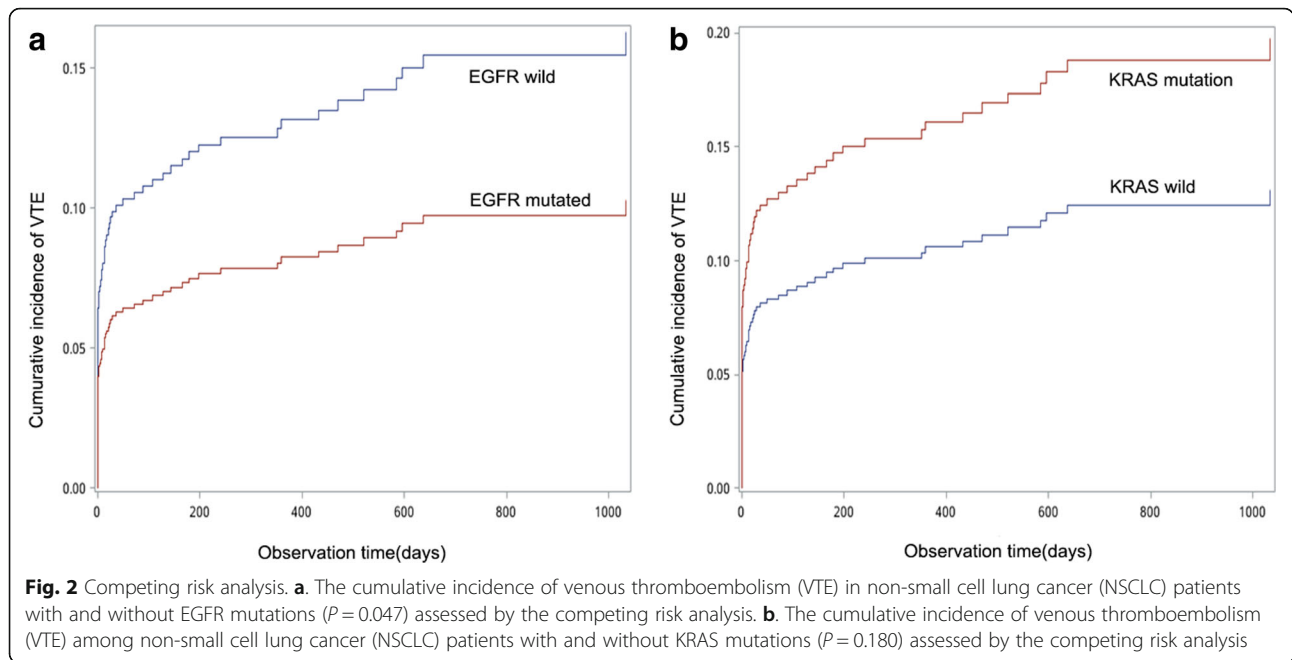 a
Cumurative incidence of VTE
0.15
0.10
0.05
0.00
EGFR wild
EGFR mutated
0
200
400
600
800
1000
Observation time(days)
b
Cumulative incidence of VTE
0.20
0.15
0.10
0.05
0.00
KRAS mutation
KRAS wild
0
200
400
600
800
1000
Observation time(days)
Fig. 2 Competing risk analysis. a. The cumulative incidence of venous thromboembolism (VTE) in non-small cell lung cancer (NSCLC) patients
with and without EGFR mutations (P = 0.047) assessed by the competing risk analysis. b. The cumulative incidence of venous thromboembolism
(VTE) among non-small cell lung cancer (NSCLC) patients with and without KRAS mutations (P = 0.180) assessed by the competing risk analysis